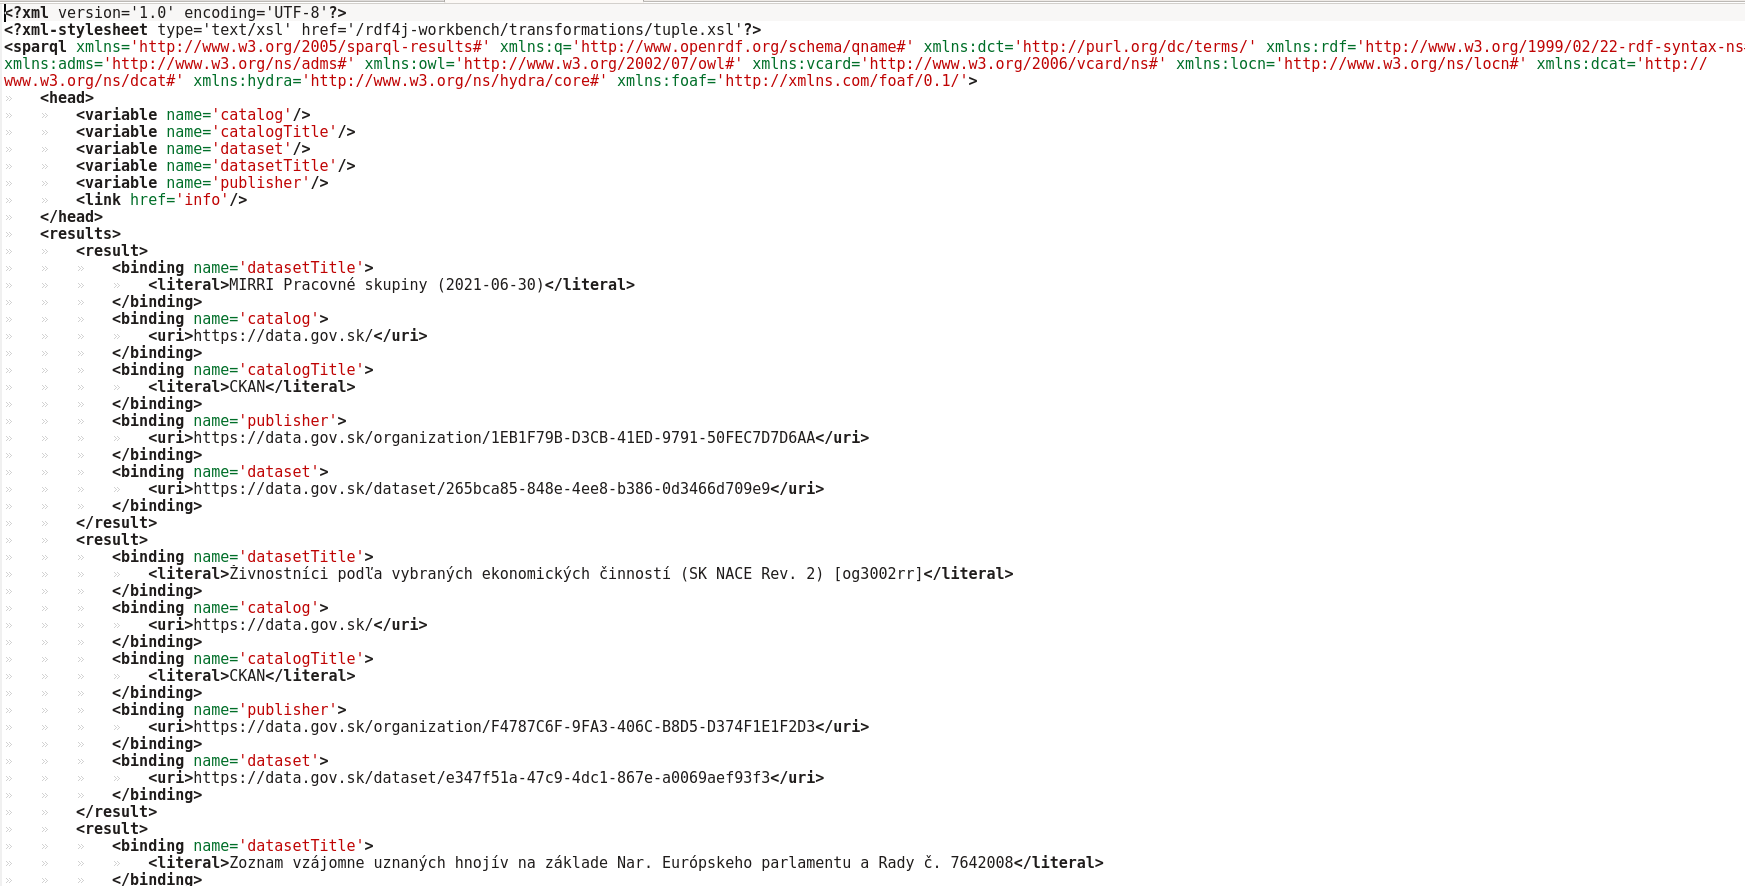 <?xml version='1.0' encoding='UTF-8'?>
<?xml-stylesheet type='text/xsl' href='/rdf4j-workbench/transformations/tuple.xsl'?>
<sparql xmlns='http://www.w3.org/2005/sparql-results#' xmlns:q='http://www.openrdf.org/schema/qname#' xmlns:dct='http://purl.org/dc/terms/' xmlns:rdf='http://www.w3.org/1999/02/22-rdf-syntax-ns
xmlns:adms='http://www.w3.org/ns/adms#' xmlns:owl='http://www.w3.org/2002/07/owl#' xmlns:vcard='http://www.w3.org/2006/vcard/ns#' xmlns:locn='http://www.w3.org/ns/locn#' xmlns:dcat='http://
www.w3.org/ns/dcat#' xmlns:hydra='http://www.w3.org/ns/hydra/core#' xmlns:foaf='http://xmlns.com/foaf/0.1/'>
<head>
<variable name='catalog'/>
<variable name='catalogTitle'/>
<variable name='dataset'/>
<variable name='datasetTitle'/>
<variable name='publisher'/>
<link href='info'/>
</head>
<results>
<result>
<binding name='datasetTitle'>
<literal>MIRRI Pracovné skupiny (2021-06-30)</literal>
</binding>
<binding name='catalog'>
<uri>https://data.gov.sk/</uri>
</binding>
<binding name='catalogTitle'>
<literal>CKAN</literal>
</binding>
<binding name='publisher'>
<uri>https://data.gov.sk/organization/1EB1F79B-D3CB-41ED-9791-50FEC7D7D6AA</uri>
</binding>
<binding name='dataset'>
<uri>https://data.gov.sk/dataset/265bca85-848e-4ee8-b386-0d3466d709e9</uri>
</binding>
</result>
<result>
<binding name='datasetTitle'>
<literal>Živnostníci podľa vybraných ekonomických činností (SK NACE Rev. 2) [og3002rr]</literal>
</binding>
<binding name='catalog'>
<uri>https://data.gov.sk/</uri>
</binding>
<binding name='catalogTitle'>
<literal>CKAN</literal>
</binding>
<binding name='publisher'>
<uri>https://data.gov.sk/organization/F4787C6F-9FA3-406C-B8D5-D374F1E1F2D3</uri>
</binding>
<binding name='dataset'>
<uri>https://data.gov.sk/dataset/e347f51a-47c9-4dc1-867e-a0069aef93f3</uri>
</binding>
</result>
<result>
<binding name='datasetTitle'>
<literal>Zoznam vzájomne uznaných hnojív na základe Nar. Európskeho parlamentu a Rady č. 7642008</literal>
</binding>